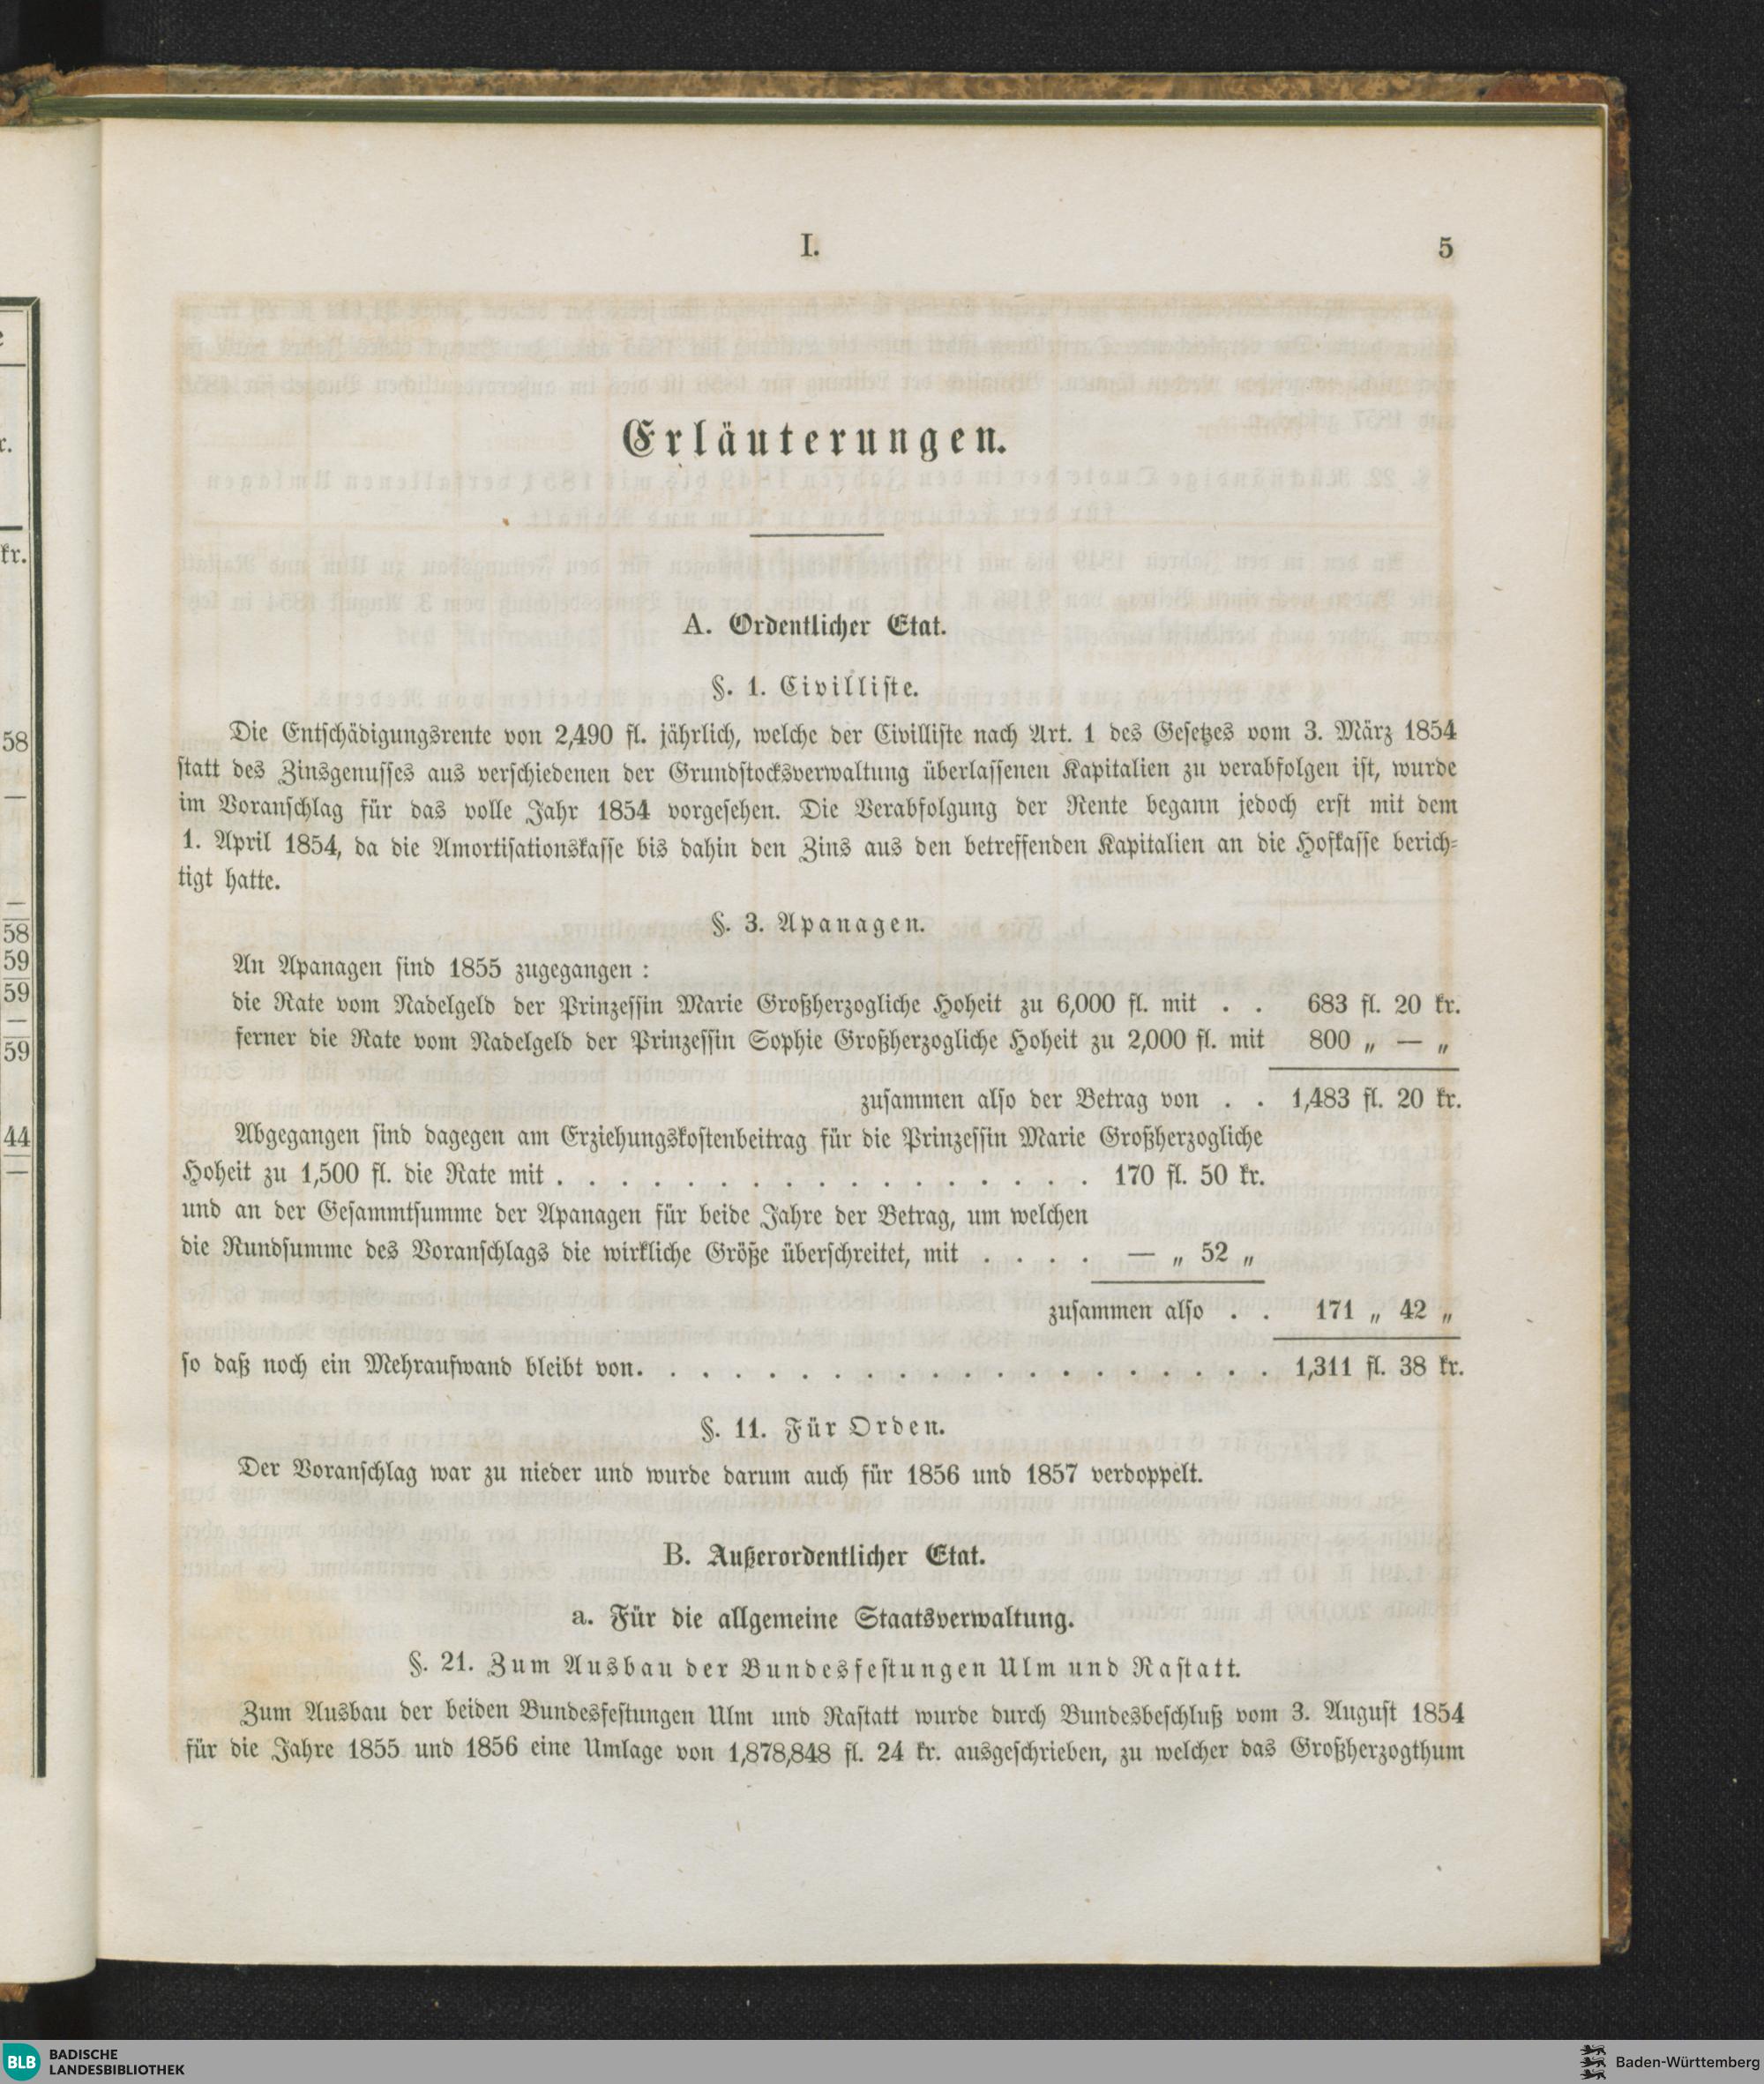 I.
5
Erläuterungen.
A. Ordentlicher Etat.
§. 1. Civilliste.
Die Entschädigungsrente von 2,490 fl. jährlich, welche der Civilliste nach Art. 1 des Gesetzes vom 3. März 1854
statt des Zinsgenusses aus verschiedenen der Grundstocksverwaltung überlassenen Kapitalien zu verabfolgen ist, wurde
im Voranschlag für das volle Jahr 1854 vorgesehen. Die Verabfolgung der Rente begann jedoch erst mit dem
1. April 1854, da die Amortisationskasse bis dahin den Zins aus den betreffenden Kapitalien an die Hofkasse berich-
tigt hatte.
§. 3. Apanagen.
An Apanagen sind 1855 zugegangen :
die Rate vom Nadelgeld der Prinzessin Marie Großherzogliche Hoheit zu 6,000 fl. mit . . 683 fl. 20 kr.
ferner die Rate vom Nadelgeld der Prinzessin Sophie Großherzogliche Hoheit zu 2,000 fl. mit 800 „ — „
zusammen also der Betrag von . . 1,483 fl. 20 kr.
Abgegangen sind dagegen am Erziehungskostenbeitrag für die Prinzessin Marie Großherzogliche
Hoheit zu 1,500 fl. die Rate mit . . . . . . . . . . . . . . . . . 170 fl. 50 kr.
und an der Gesammtsumme der Apanagen für beide Jahre der Betrag, um welchen
die Rundsumme des Voranschlags die wirkliche Größe überschreitet, mit . . . . — „ 52 „
zusammen also . . 171 „ 42 „
so daß noch ein Mehraufwand bleibt von. . . . . . . . . . . . . . . . . . . . 1,311 fl. 38 kr.
§. 11. Für Orden.
Der Voranschlag war zu nieder und wurde darum auch für 1856 und 1857 verdoppelt.
B. Außerordentlicher Etat.
a. Für die allgemeine Staatsverwaltung.
§. 21. Zum Ausbau der Bundesfestungen Ulm und Rastatt.
Zum Ausbau der beiden Bundesfestungen Ulm und Rastatt wurde durch Bundesbeschluß vom 3. August 1854
für die Jahre 1855 und 1856 eine Umlage von 1,878,848 fl. 24 kr. ausgeschrieben, zu welcher das Großherzogthum
kr.
58
—
—
58
59
59
—
59
44
—
BLB BADISCHE
LANDESBIBLIOTHEK
Baden-Württemberg